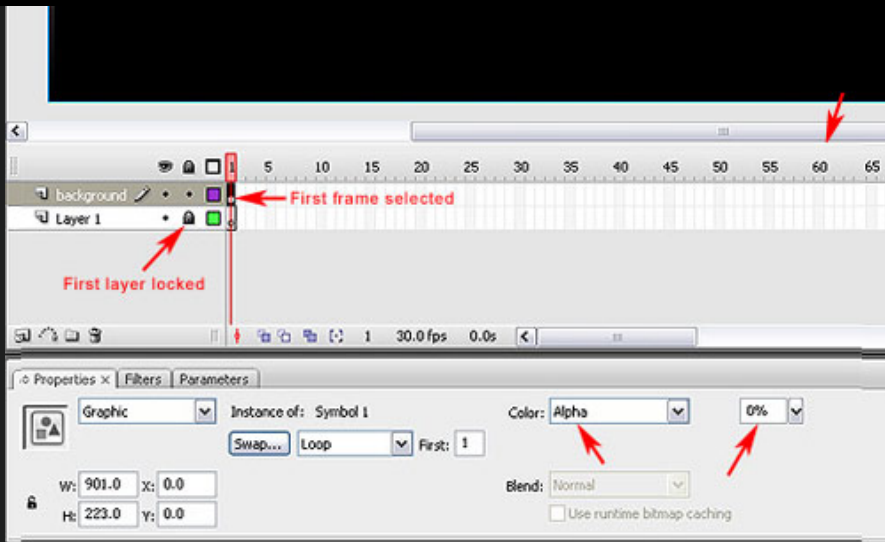 1 5 10 15 20 25 30 35 40 45 50 55 60 65
background
First frame selected
Layer 1
First layer locked
1 30.0 fps 0.0s
Properties × Filters Parameters
Graphic Instance of: Symbol 1 Color: Alpha 0%
Swap... Loop First: 1
W: 901.0 X: 0.0 Blend: Normal
H: 223.0 Y: 0.0 Use runtime bitmap caching